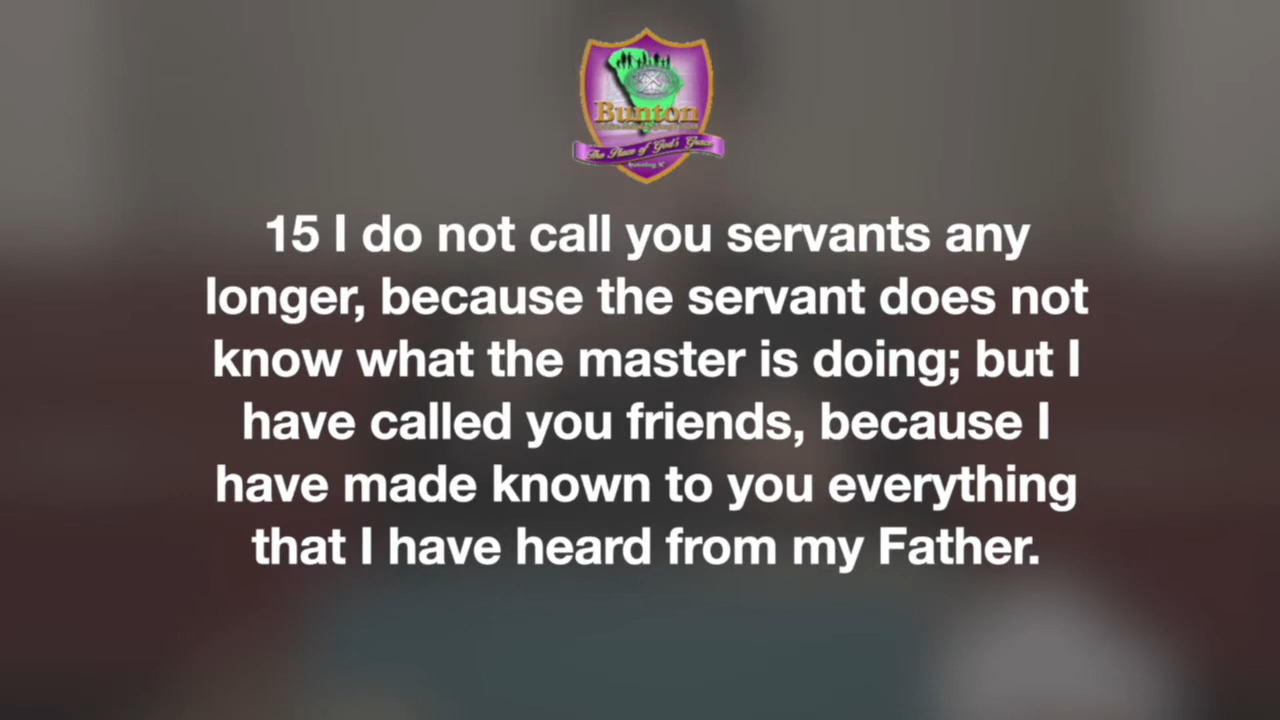 Bunton
The Place of God's Grace
15 I do not call you servants any
longer, because the servant does not
know what the master is doing; but I
have called you friends, because I
have made known to you everything
that I have heard from my Father.